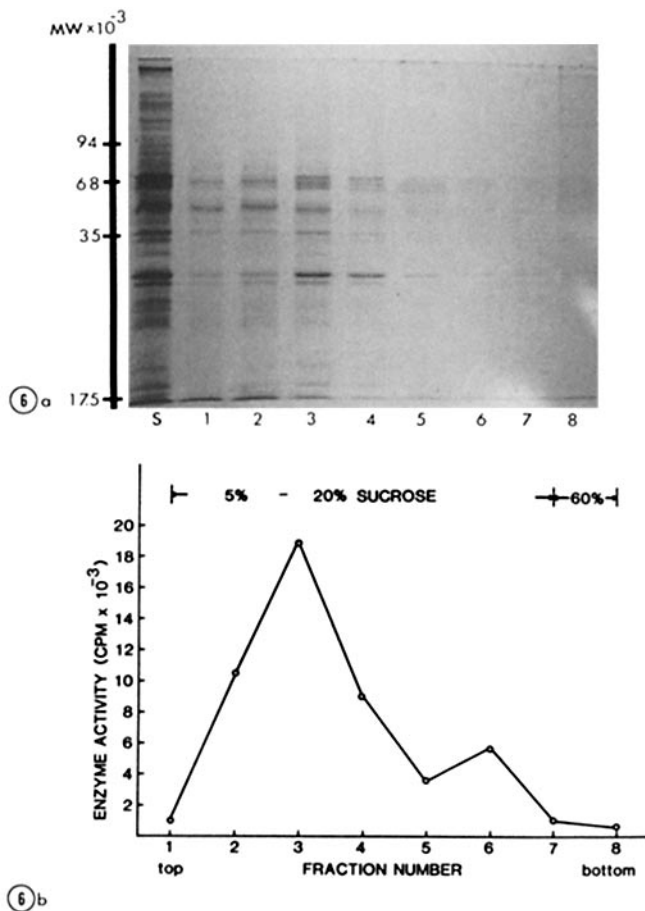 MW ×10⁻³
94
68
35
17.5
⑥ a
S 1 2 3 4 5 6 7 8
5% - 20% SUCROSE 60%
20
18
16
14
12
10
8
6
4
2
ENZYME ACTIVITY (CPM × 10⁻³)
1 2 3 4 5 6 7 8
top FRACTION NUMBER bottom
⑥ b